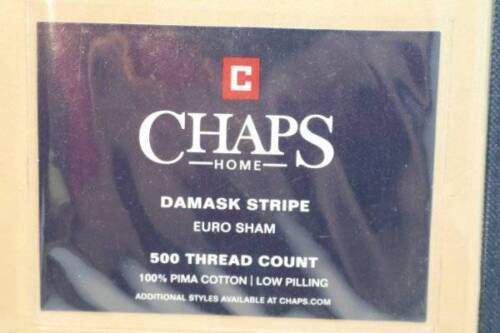 C
CHAPS
HOME
DAMASK STRIPE
EURO SHAM
500 THREAD COUNT
100% PIMA COTTON | LOW PILLING
ADDITIONAL STYLES AVAILABLE AT CHAPS.COM